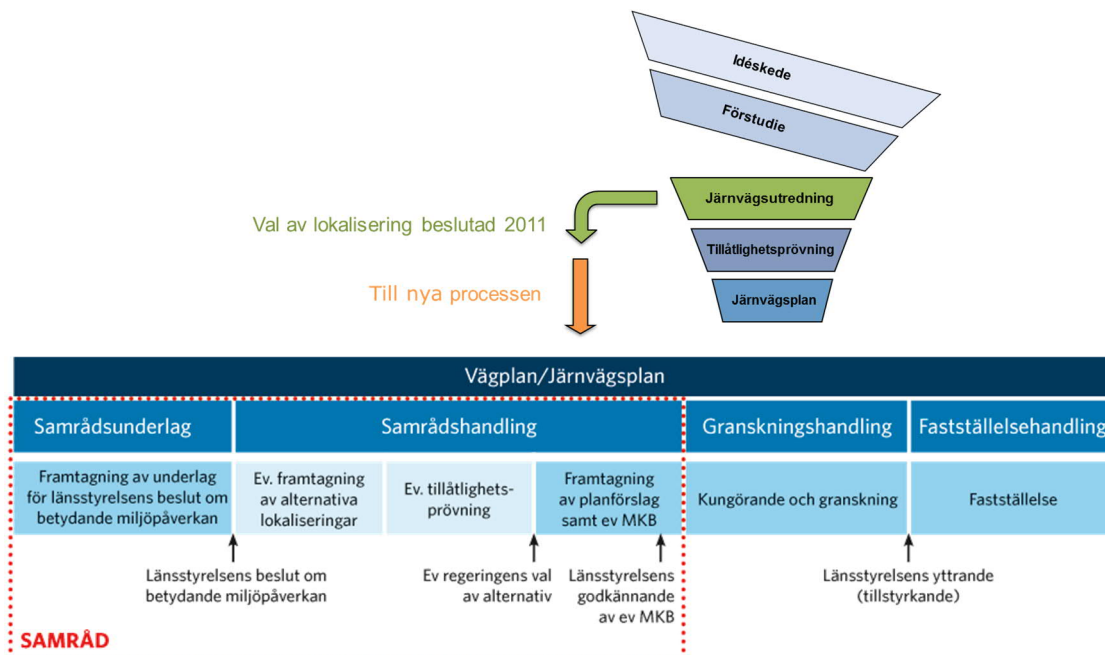 Idéskede
Förstudie
Järnvägsutredning
Val av lokalisering beslutad 2011
Tillåtlighetsprövning
Till nya processen
Järnvägsplan
Vägplan/Järnvägsplan
Samrådsunderlag
Samrådshandling
Granskningshandling
Fastställelsehandling
Framtagning av underlag
för länsstyrelsens beslut om
betydande miljöpåverkan
Ev. framtagning
av alternativa
lokaliseringar
Ev. tillåtlighets-
prövning
Framtagning
av planförslag
samt ev MKB
Kungörande och granskning
Fastställelse
Länsstyrelsens beslut om
betydande miljöpåverkan
Ev regeringens val
av alternativ
Länsstyrelsens
godkännande
av ev MKB
Länsstyrelsens yttrande
(tillstyrkande)
SAMRÅD